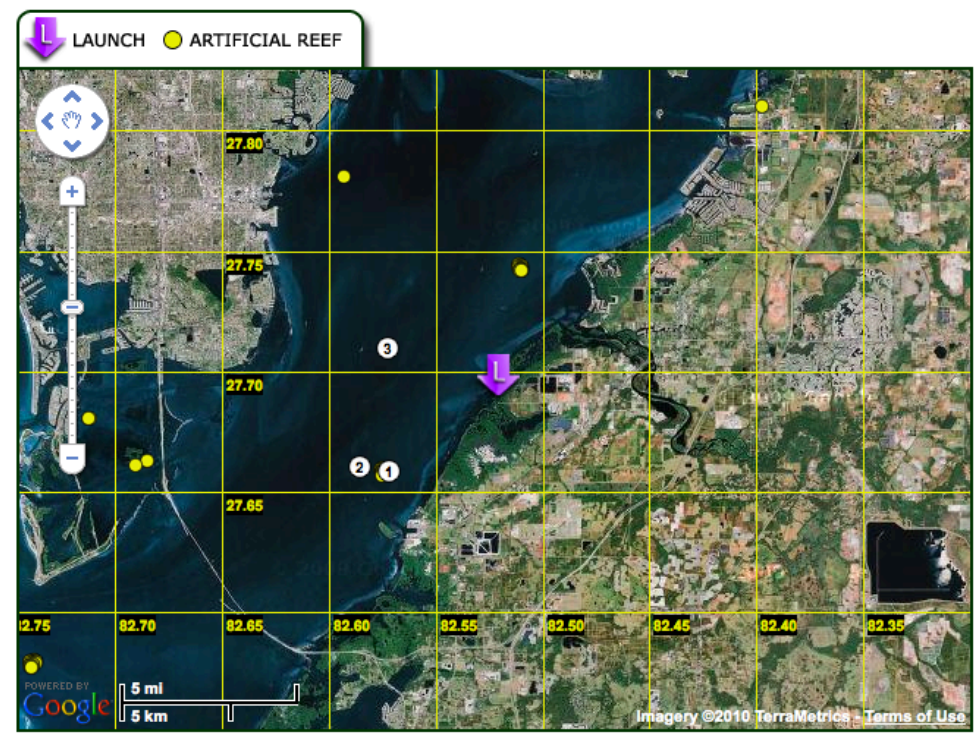 L LAUNCH ARTIFICIAL REEF
27.80
27.75
3
L
27.70
2 1
27.65
2.75 82.70 82.65 82.60 82.55 82.50 82.45 82.40 82.35
POWERED BY
Google
5 mi
5 km
Imagery ©2010 TerraMetrics - Terms of Use